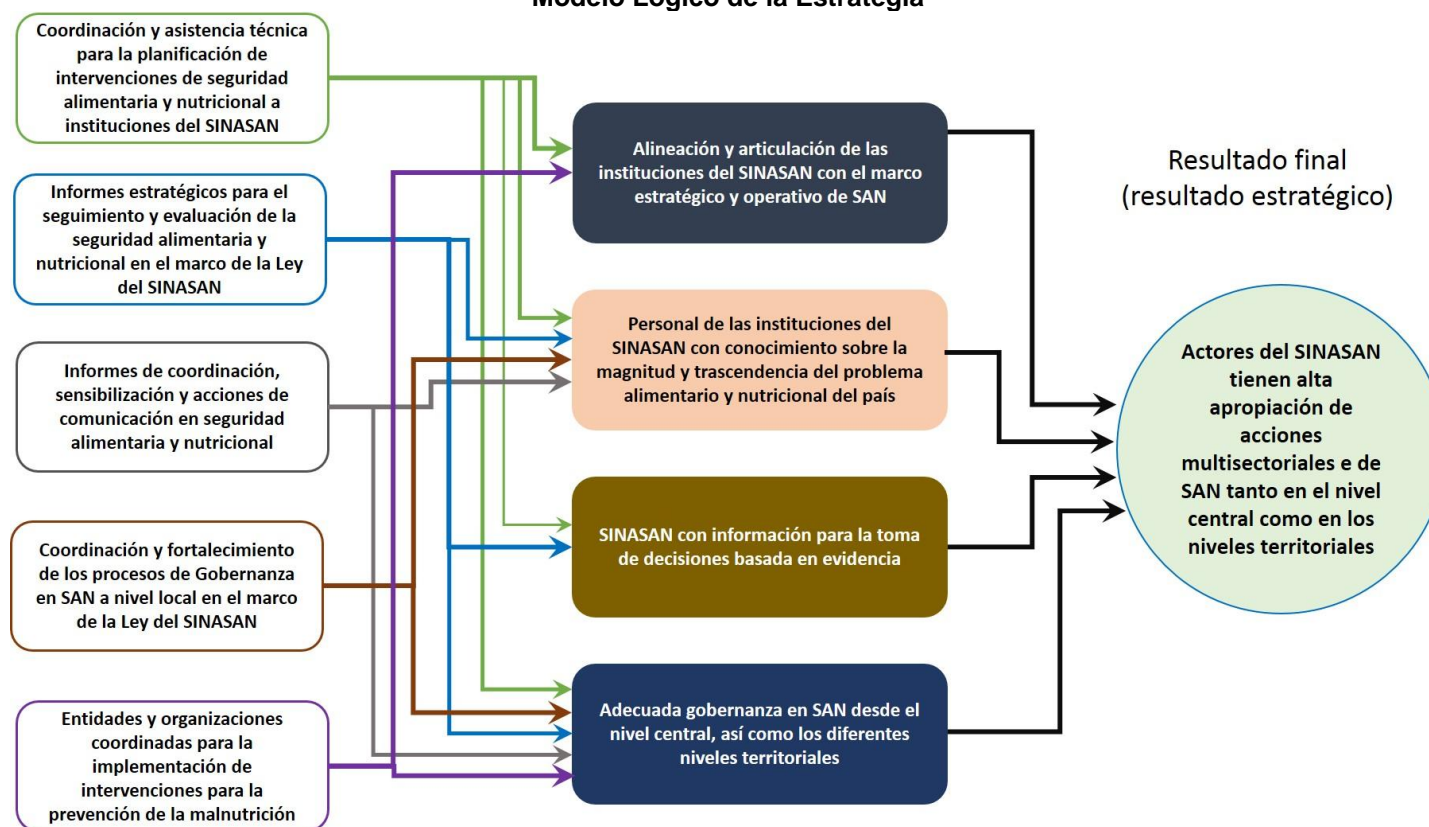 Modelo Lógico de la Estrategia
Coordinación y asistencia técnica
para la planificación de
intervenciones de seguridad
alimentaria y nutricional a
instituciones del SINASAN
Informes estratégicos para el
seguimiento y evaluación de la
seguridad alimentaria y
nutricional en el marco de la Ley
del SINASAN
Informes de coordinación,
sensibilización y acciones de
comunicación en seguridad
alimentaria y nutricional
Coordinación y fortalecimiento
de los procesos de Gobernanza
en SAN a nivel local en el marco
de la Ley del SINASAN
Entidades y organizaciones
coordinadas para la
implementación de
intervenciones para la
prevención de la malnutrición
Alineación y articulación de las
instituciones del SINASAN con el marco
estratégico y operativo de SAN
Personal de las instituciones del
SINASAN con conocimiento sobre la
magnitud y trascendencia del problema
alimentario y nutricional del país
SINASAN con información para la toma
de decisiones basada en evidencia
Adecuada gobernanza en SAN desde el
nivel central, así como los diferentes
niveles territoriales
Resultado final
(resultado estratégico)
Actores del SINASAN
tienen alta
apropiación de
acciones
multisectoriales e de
SAN tanto en el nivel
central como en los
niveles territoriales